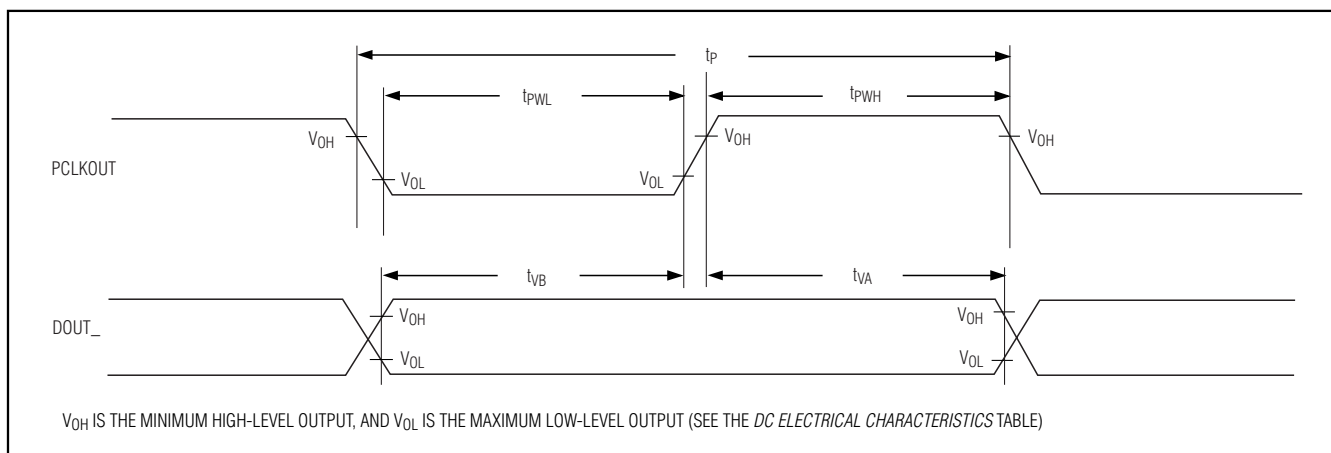 tP
tPWL
tPWH
VOH
VOH
VOH
PCLKOUT
VOL
VOL
tVB
tVA
VOH
VOH
DOUT_
VOL
VOL
VOH IS THE MINIMUM HIGH-LEVEL OUTPUT, AND VOL IS THE MAXIMUM LOW-LEVEL OUTPUT (SEE THE DC ELECTRICAL CHARACTERISTICS TABLE)